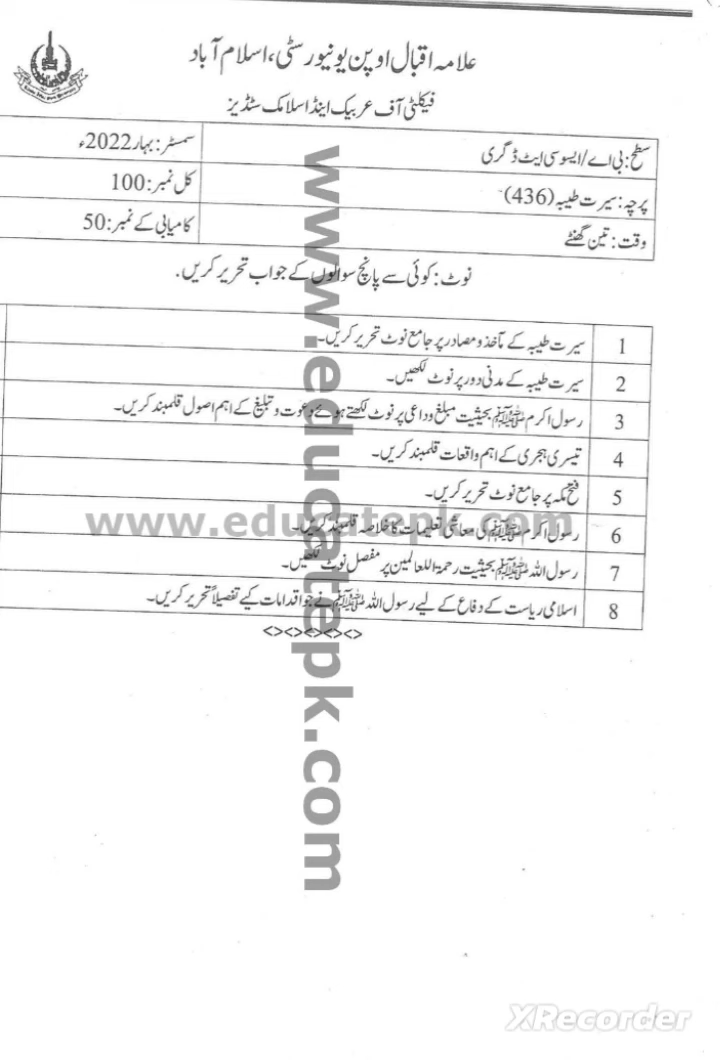 علامہ اقبال اوپن یونیورسٹی، اسلام آباد
فیکلٹی آف عربیک اینڈ اسلامک سٹڈیز
سطح: بی اے/ایسوسی ایٹ ڈگری
سمسٹر: بہار 2022ء
پرچہ: سیرت طیبہ (436)
کل نمبر: 100
وقت: تین گھنٹے
کامیابی کے نمبر: 50
نوٹ: کوئی سے پانچ سوالوں کے جواب تحریر کریں۔
1 سیرت طیبہ کے مآخذ و مصادر پر جامع نوٹ تحریر کریں۔
2 سیرت طیبہ کے مدنی دور پر نوٹ لکھیں۔
3 رسول اکرم ﷺ بحیثیت مبلغ و داعی پر نوٹ لکھتے ہوئے دعوت و تبلیغ کے اہم اصول قلمبند کریں۔
4 تیسری ہجری کے اہم واقعات قلمبند کریں۔
5 فتح مکہ پر جامع نوٹ تحریر کریں۔
6 رسول اکرم ﷺ کی معاشی تعلیمات کا خلاصہ قلمبند کریں۔
7 رسول اللہ ﷺ بحیثیت رحمۃ اللعالمین پر مفصل نوٹ لکھیں۔
8 اسلامی ریاست کے دفاع کے لیے رسول اللہ ﷺ نے جو اقدامات کیے تفصیلاً تحریر کریں۔
<><><><><>
www.educatepk.com
www.educatepk.com
XRecorder